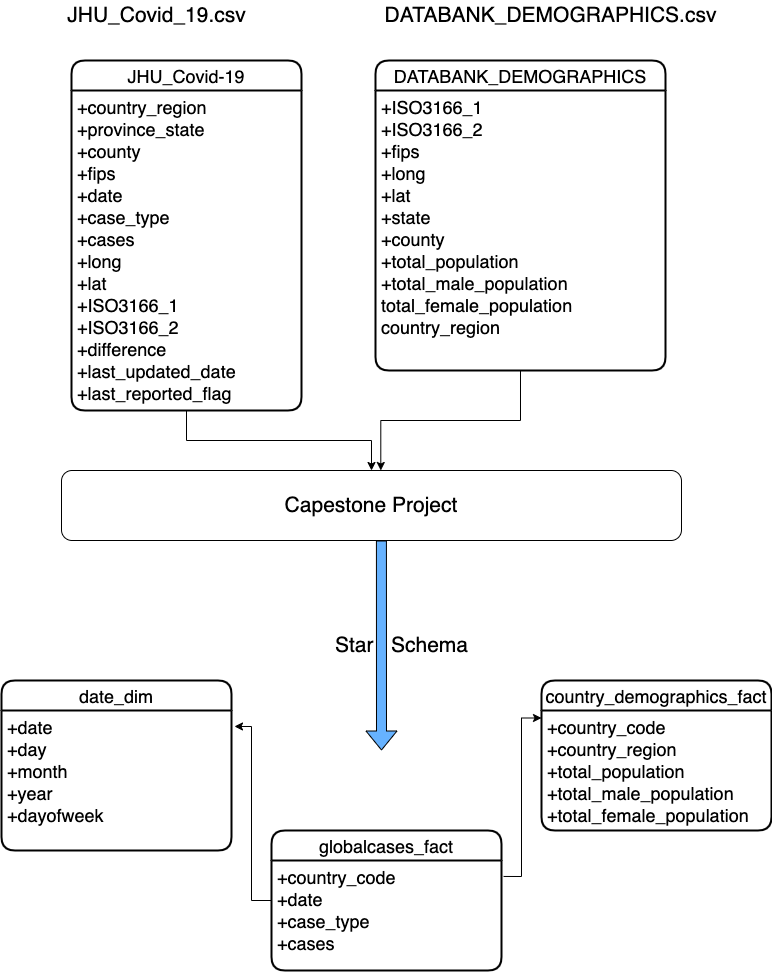 JHU_Covid_19.csv
DATABANK_DEMOGRAPHICS.csv
JHU_Covid-19
+country_region
+province_state
+county
+fips
+date
+case_type
+cases
+long
+lat
+ISO3166_1
+ISO3166_2
+difference
+last_updated_date
+last_reported_flag
DATABANK_DEMOGRAPHICS
+ISO3166_1
+ISO3166_2
+fips
+long
+lat
+state
+county
+total_population
+total_male_population
total_female_population
country_region
Capestone Project
Star Schema
date_dim
+date
+day
+month
+year
+dayofweek
globalcases_fact
+country_code
+date
+case_type
+cases
country_demographics_fact
+country_code
+country_region
+total_population
+total_male_population
+total_female_population